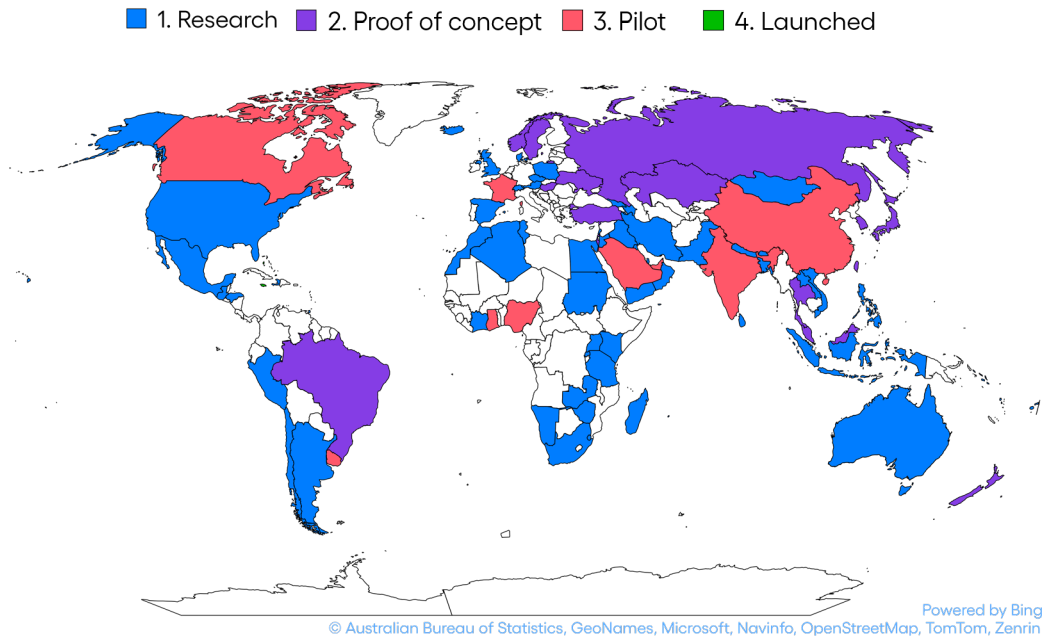 1. Research 2. Proof of concept 3. Pilot 4. Launched
Powered by Bing
© Australian Bureau of Statistics, GeoNames, Microsoft, Navinfo, OpenStreetMap, TomTom, Zenrin